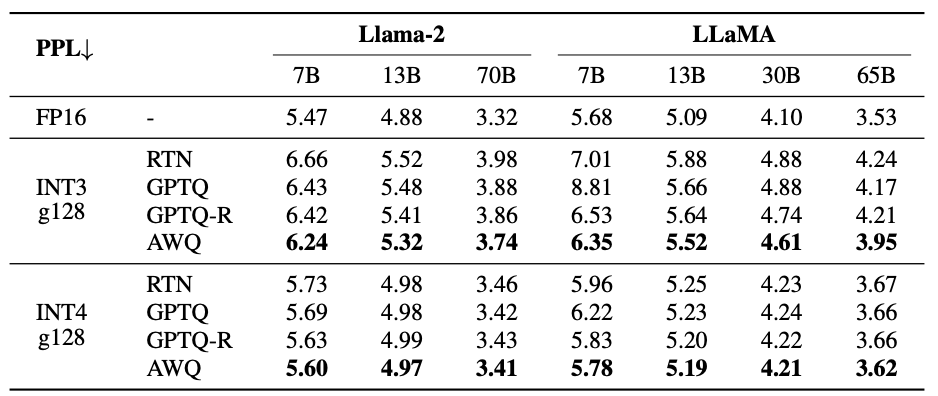 PPL↓ Llama-2 LLaMA
7B 13B 70B 7B 13B 30B 65B
FP16 - 5.47 4.88 3.32 5.68 5.09 4.10 3.53
INT3 g128
RTN 6.66 5.52 3.98 7.01 5.88 4.88 4.24
GPTQ 6.43 5.48 3.88 8.81 5.66 4.88 4.17
GPTQ-R 6.42 5.41 3.86 6.53 5.64 4.74 4.21
AWQ 6.24 5.32 3.74 6.35 5.52 4.61 3.95
INT4 g128
RTN 5.73 4.98 3.46 5.96 5.25 4.23 3.67
GPTQ 5.69 4.98 3.42 6.22 5.23 4.24 3.66
GPTQ-R 5.63 4.99 3.43 5.83 5.20 4.22 3.66
AWQ 5.60 4.97 3.41 5.78 5.19 4.21 3.62